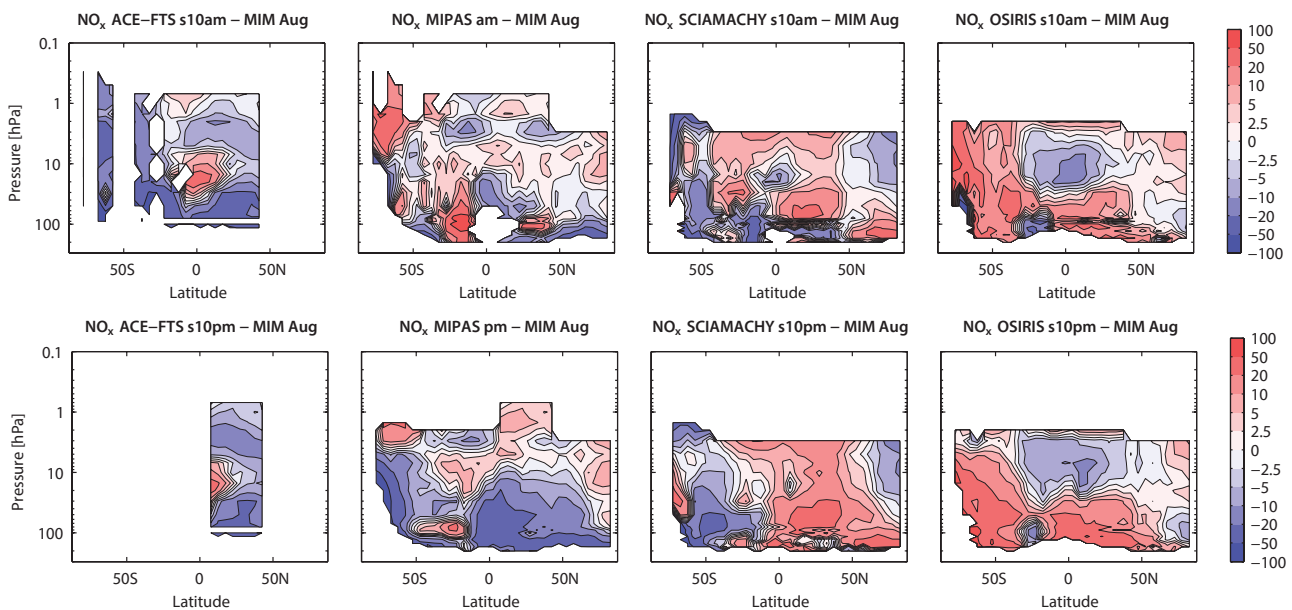 NOx ACE−FTS s10am − MIM Aug
NOx MIPAS am − MIM Aug
NOx SCIAMACHY s10am − MIM Aug
NOx OSIRIS s10am − MIM Aug
Pressure [hPa]
0.1
1
10
100
50S 0 50N
50S 0 50N
50S 0 50N
50S 0 50N
Latitude
Latitude
Latitude
Latitude
100
50
20
10
5
2.5
0
−2.5
−5
−10
−20
−50
−100
NOx ACE−FTS s10pm − MIM Aug
NOx MIPAS pm − MIM Aug
NOx SCIAMACHY s10pm − MIM Aug
NOx OSIRIS s10pm − MIM Aug
Pressure [hPa]
0.1
1
10
100
50S 0 50N
50S 0 50N
50S 0 50N
50S 0 50N
Latitude
Latitude
Latitude
Latitude
100
50
20
10
5
2.5
0
−2.5
−5
−10
−20
−50
−100